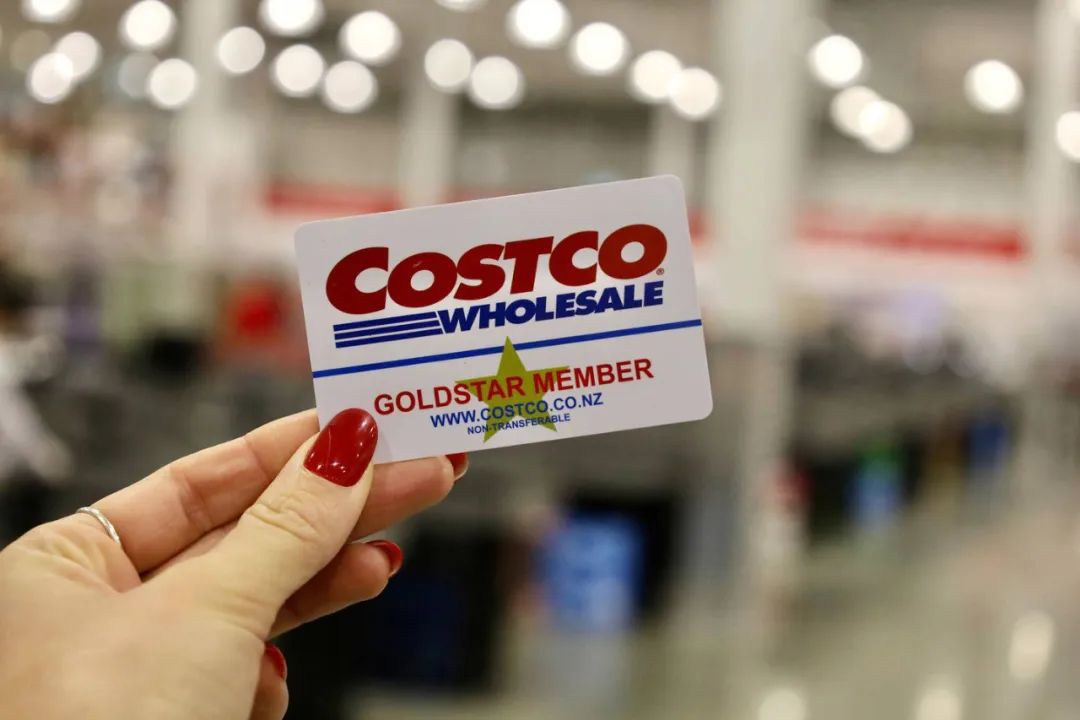 COSTCO®
WHOLESALE
GOLDSTAR MEMBER
WWW.COSTCO.CO.NZ
NON-TRANSFERABLE